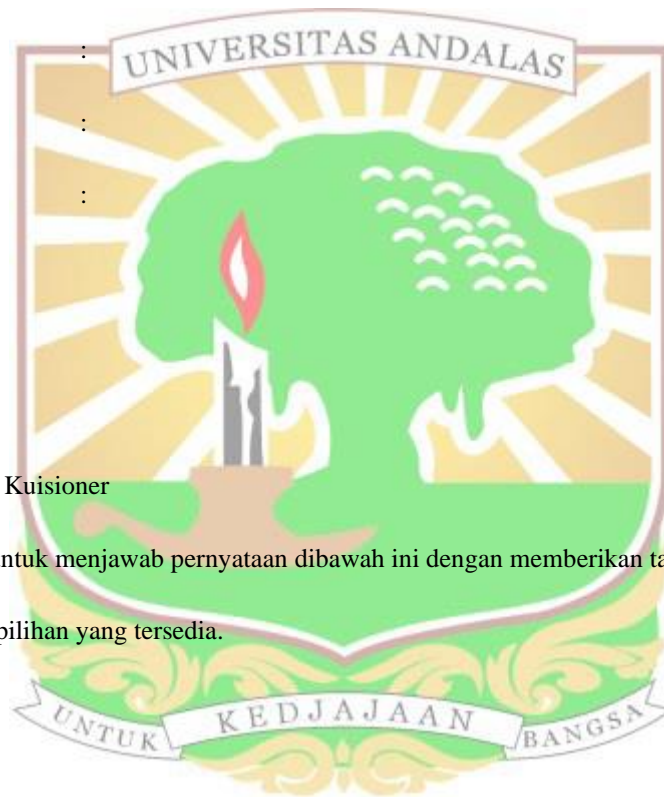 UNIVERSITAS ANDALAS
:
:
:
Kuisioner
ntuk menjawab pernyataan dibawah ini dengan memberikan ta
pilihan yang tersedia.
UNTUK KEDJAJAAN BANGSA